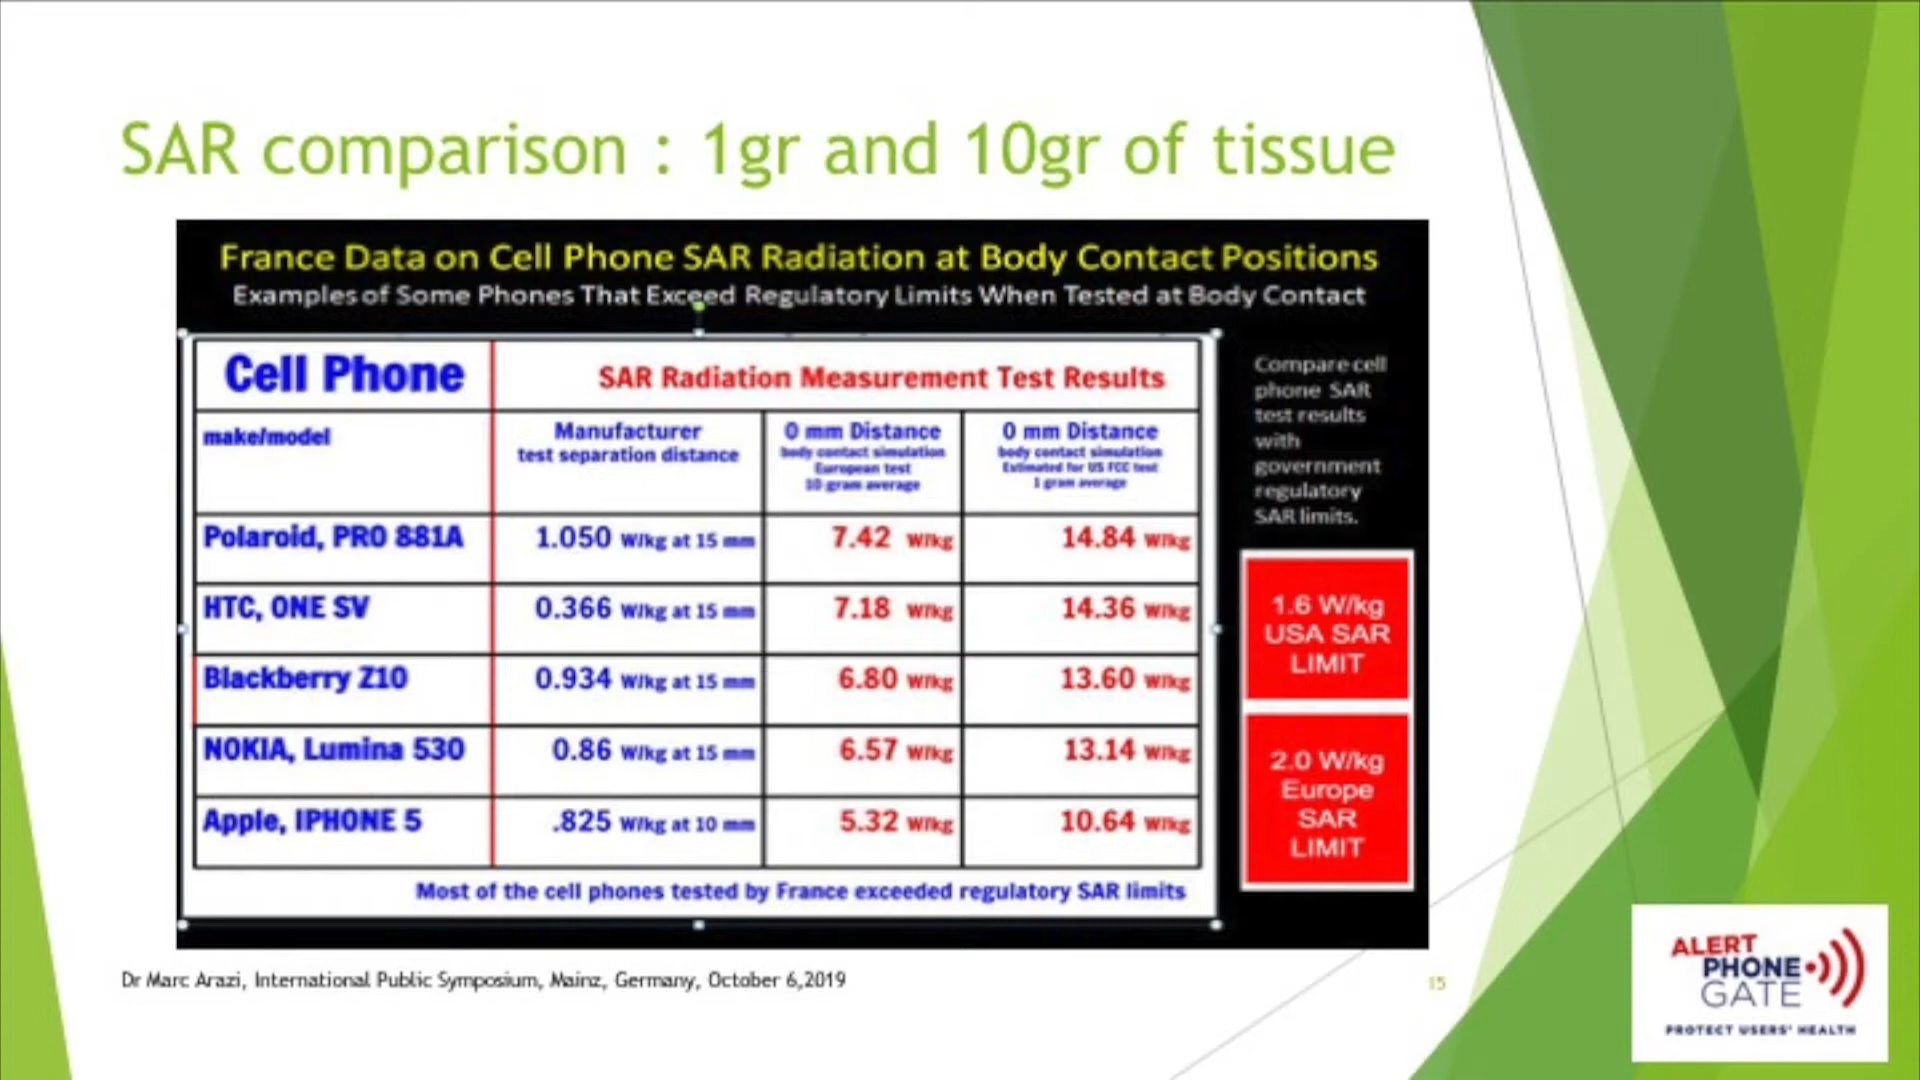 SAR comparison : 1gr and 10gr of tissue
France Data on Cell Phone SAR Radiation at Body Contact Positions
Examples of Some Phones That Exceed Regulatory Limits When Tested at Body Contact
Cell Phone
SAR Radiation Measurement Test Results
make/model
Manufacturer
test separation distance
0 mm Distance
body contact simulation
European test
10 gram average
0 mm Distance
body contact simulation
Estimated for US FCC test
1 gram average
Polaroid, PRO 881A 1.050 W/kg at 15 mm 7.42 W/kg 14.84 W/kg
HTC, ONE SV 0.366 W/kg at 15 mm 7.18 W/kg 14.36 W/kg
Blackberry Z10 0.934 W/kg at 15 mm 6.80 W/kg 13.60 W/kg
NOKIA, Lumina 530 0.86 W/kg at 15 mm 6.57 W/kg 13.14 W/kg
Apple, IPHONE 5 .825 W/kg at 10 mm 5.32 W/kg 10.64 W/kg
Most of the cell phones tested by France exceeded regulatory SAR limits
Compare cell
phone SAR
test results
with
government
regulatory
SAR limits.
1.6 W/kg
USA SAR
LIMIT
2.0 W/kg
Europe
SAR
LIMIT
Dr Marc Arazi, International Public Symposium, Mainz, Germany, October 6,2019
15
ALERT
PHONE
GATE
PROTECT USERS' HEALTH